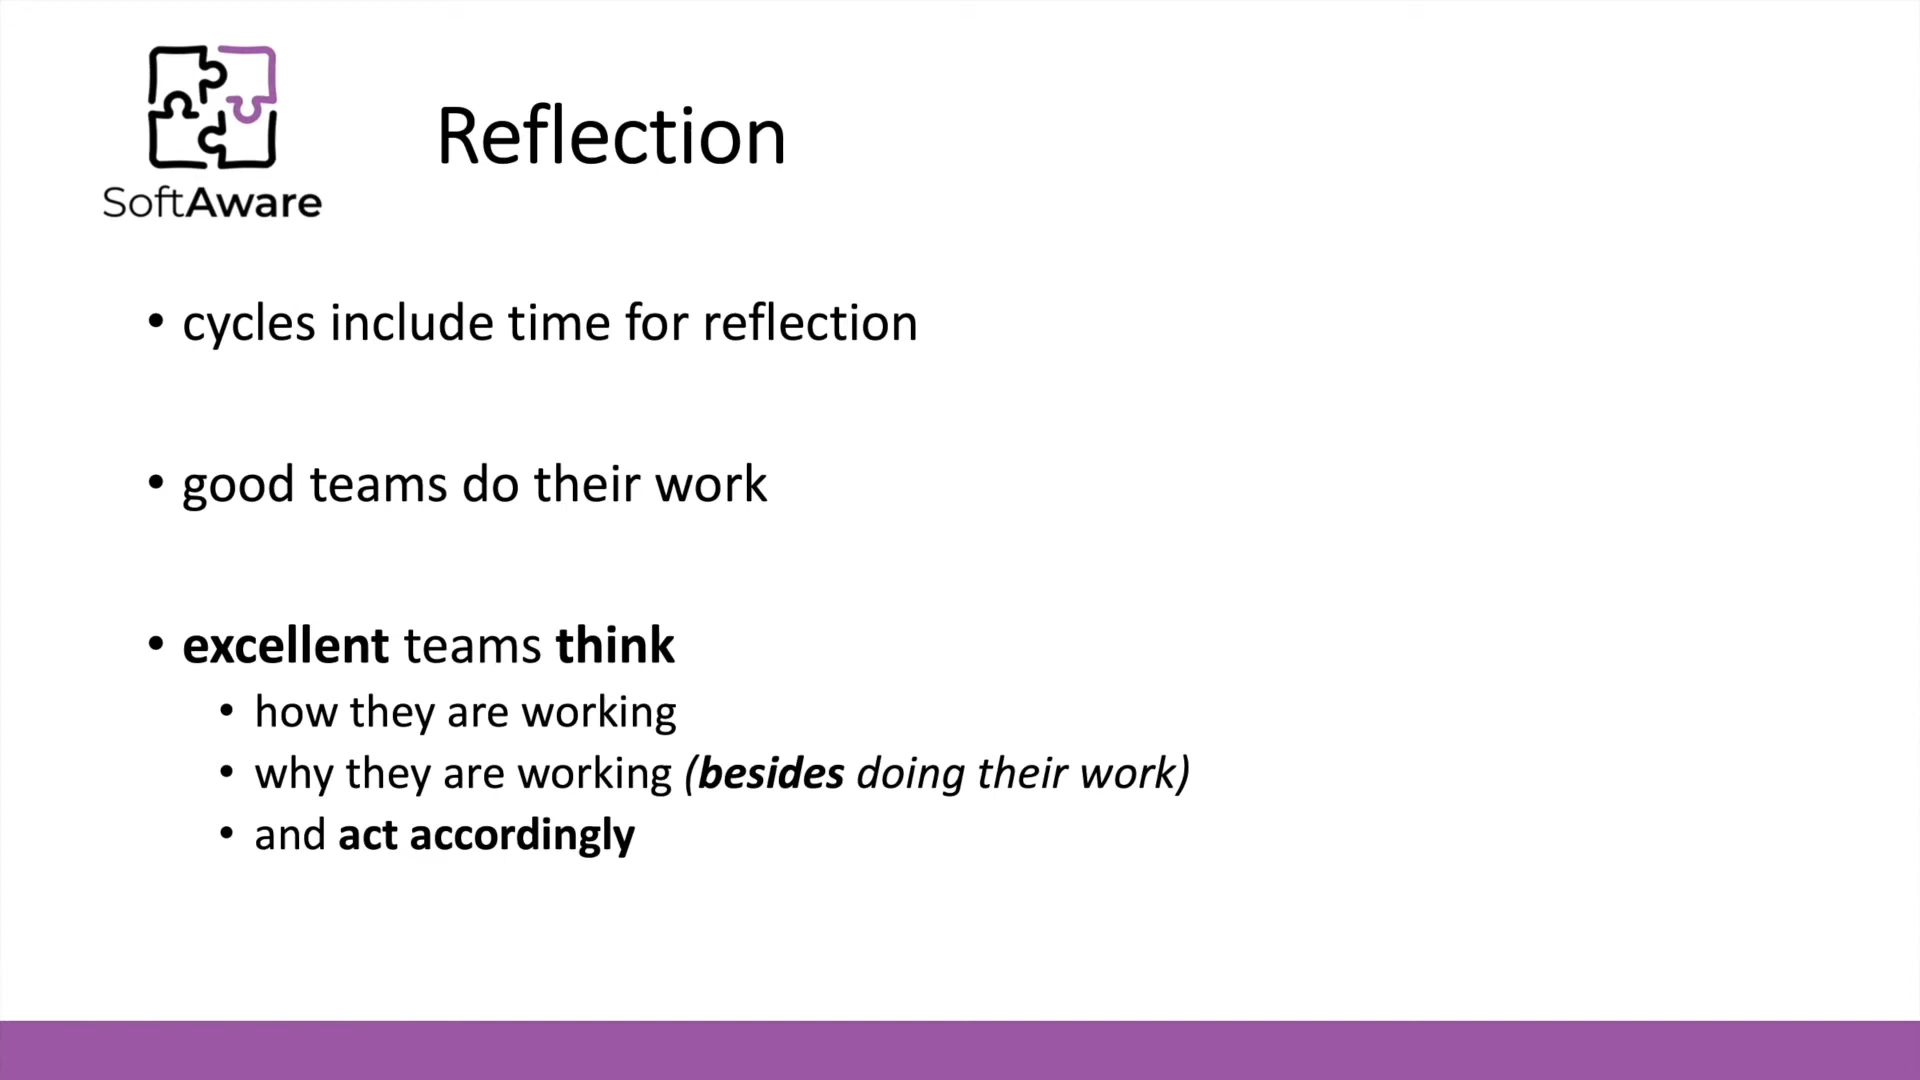 SoftAware
Reflection
• cycles include time for reflection
• good teams do their work
• excellent teams think
• how they are working
• why they are working (besides doing their work)
• and act accordingly